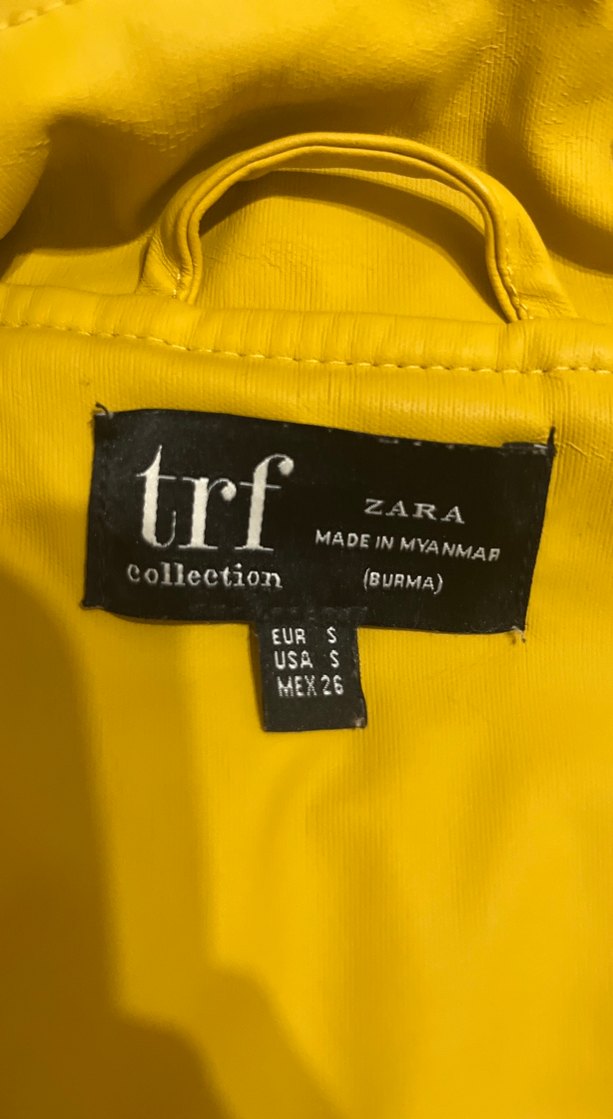 trf
collection
ZARA
MADE IN MYANMAR
(BURMA)
EUR S
USA S
MEX 26